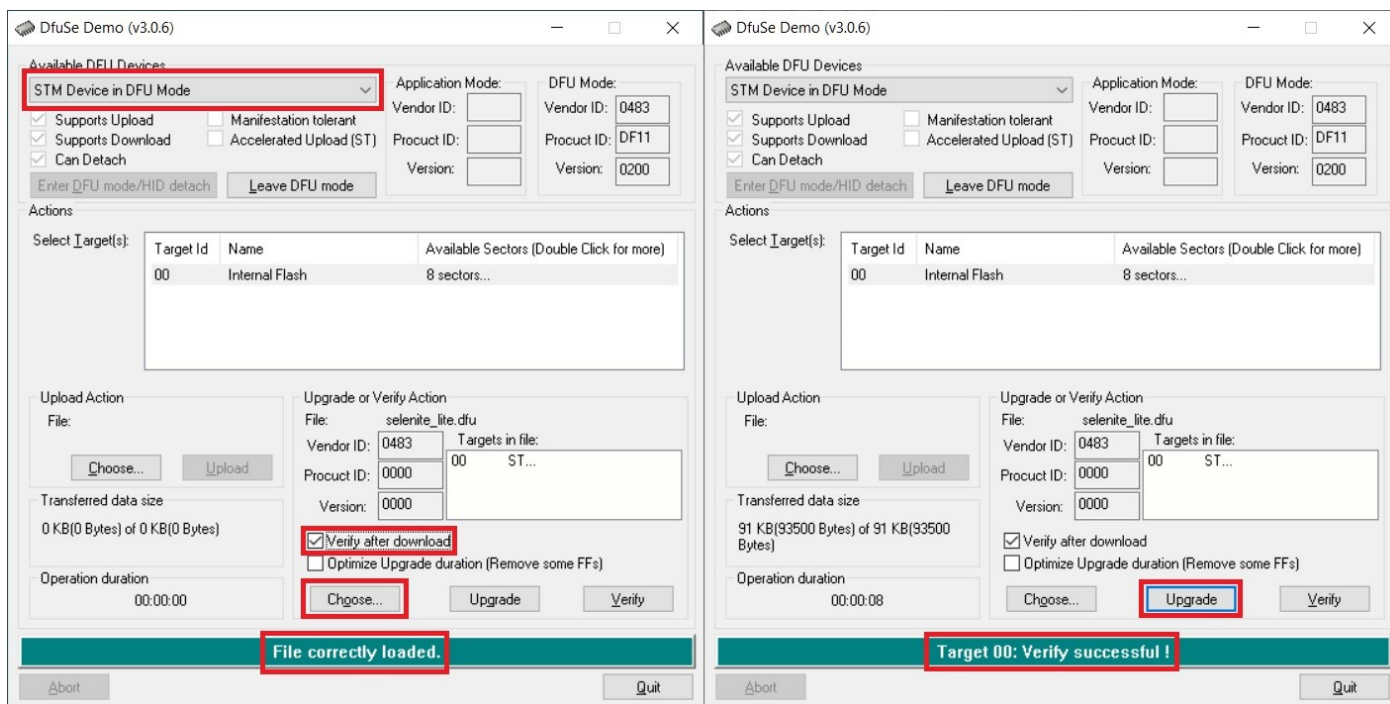 DfuSe Demo (v3.0.6)
Available DFU Devices
STM Device in DFU Mode
Supports Upload
Manifestation tolerant
Supports Download
Accelerated Upload (ST)
Can Detach
Enter DFU mode/HID detach
Leave DFU mode
Application Mode:
Vendor ID:
Procuct ID:
Version:
DFU Mode:
Vendor ID: 0483
Procuct ID: DF11
Version: 0200
Actions
Select Target(s):
Target Id Name Available Sectors (Double Click for more)
00 Internal Flash 8 sectors...
Upload Action
File:
Choose... Upload
Transferred data size
0 KB(0 Bytes) of 0 KB(0 Bytes)
Operation duration
00:00:00
Upgrade or Verify Action
File: selenite_lite.dfu
Vendor ID: 0483
Procuct ID: 0000
Version: 0000
Targets in file:
00 ST...
Verify after download
Optimize Upgrade duration (Remove some FFs)
Choose... Upgrade Verify
File correctly loaded.
Abort Quit
DfuSe Demo (v3.0.6)
Available DFU Devices
STM Device in DFU Mode
Supports Upload
Manifestation tolerant
Supports Download
Accelerated Upload (ST)
Can Detach
Enter DFU mode/HID detach
Leave DFU mode
Application Mode:
Vendor ID:
Procuct ID:
Version:
DFU Mode:
Vendor ID: 0483
Procuct ID: DF11
Version: 0200
Actions
Select Target(s):
Target Id Name Available Sectors (Double Click for more)
00 Internal Flash 8 sectors...
Upload Action
File:
Choose... Upload
Transferred data size
91 KB(93500 Bytes) of 91 KB(93500
Bytes)
Operation duration
00:00:08
Upgrade or Verify Action
File: selenite_lite.dfu
Vendor ID: 0483
Procuct ID: 0000
Version: 0000
Targets in file:
00 ST...
Verify after download
Optimize Upgrade duration (Remove some FFs)
Choose... Upgrade Verify
Target 00: Verify successful !
Abort Quit